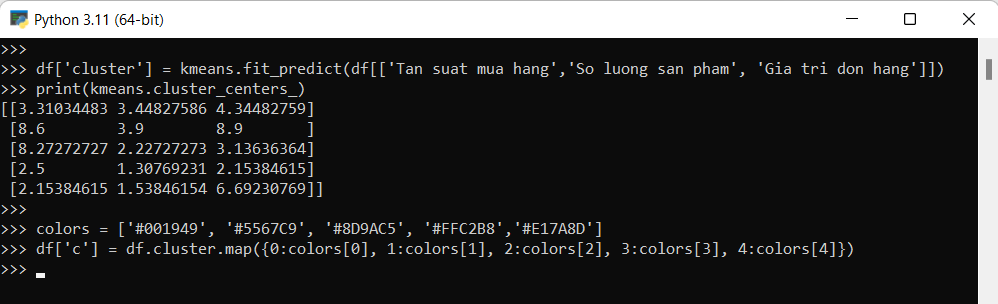 Python 3.11 (64-bit)
>>>
>>> df['cluster'] = kmeans.fit_predict(df[['Tan suat mua hang','So luong san pham', 'Gia tri don hang']])
>>> print(kmeans.cluster_centers_)
[[3.31034483 3.44827586 4.34482759]
 [8.6        3.9        8.9       ]
 [8.27272727 2.22727273 3.13636364]
 [2.5        1.30769231 2.15384615]
 [2.15384615 1.53846154 6.69230769]]
>>>
>>> colors = ['#001949', '#5567C9', '#8D9AC5', '#FFC2B8','#E17A8D']
>>> df['c'] = df.cluster.map({0:colors[0], 1:colors[1], 2:colors[2], 3:colors[3], 4:colors[4]})
>>>